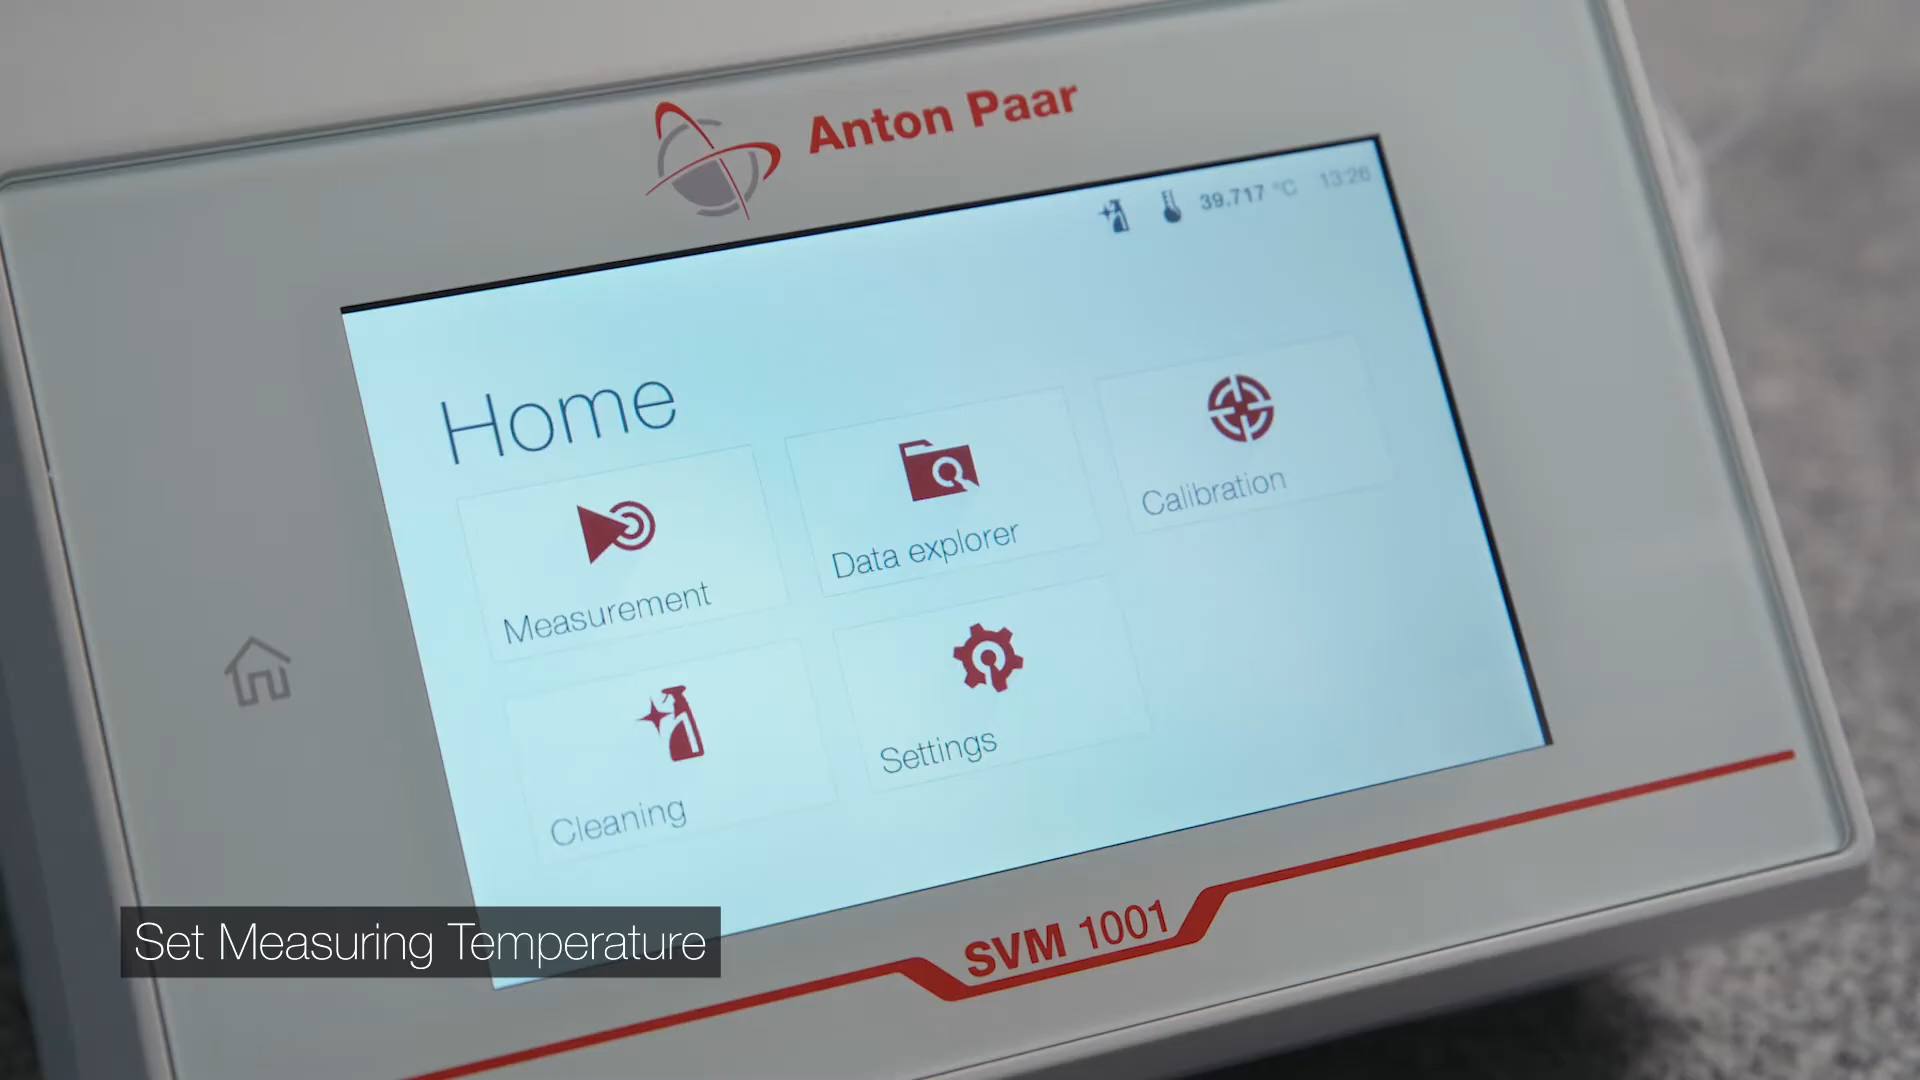 Anton Paar
39.717 °C 13:26
Home
Measurement
Data explorer
Calibration
Cleaning
Settings
SVM 1001
Set Measuring Temperature